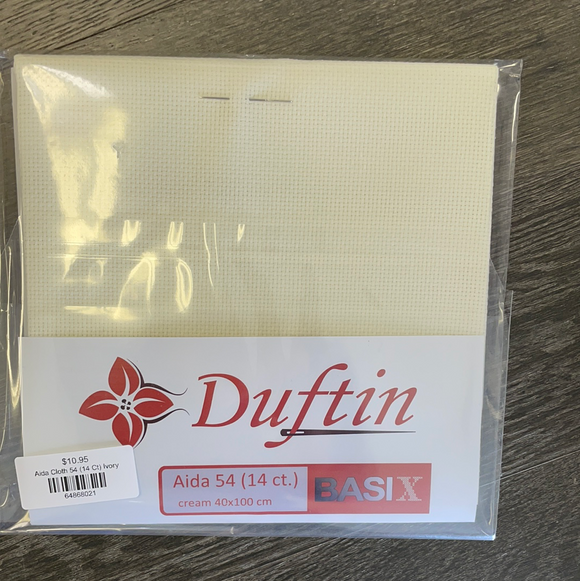 Duftin
$10.95
Aida Cloth 54 (14 Ct) Ivory
64868021
Aida 54 (14 ct.)
cream 40x100 cm
BASIX